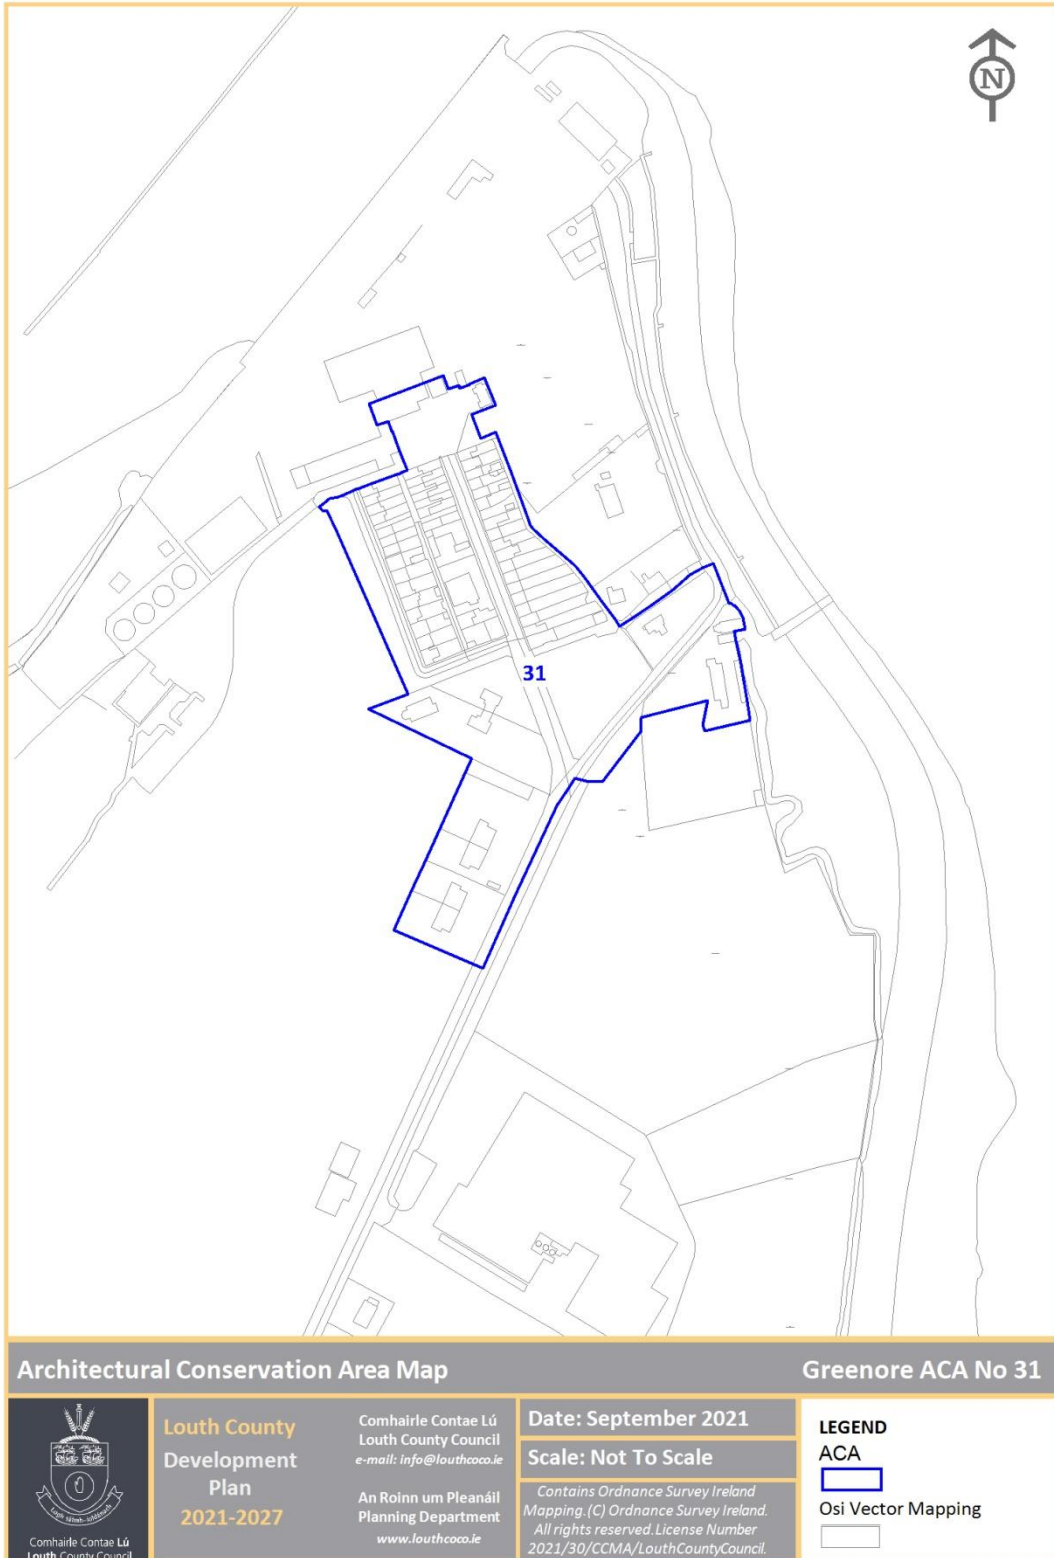 N
31
Architectural Conservation Area Map
Greenore ACA No 31
Comhairle Contae Lú
Louth County Council
Louth County
Development
Plan
2021-2027
Comhairle Contae Lú
Louth County Council
e-mail: info@louthcoco.ie
An Roinn um Pleanáil
Planning Department
www.louthcoco.ie
Date: September 2021
Scale: Not To Scale
Contains Ordnance Survey Ireland
Mapping.(C) Ordnance Survey Ireland.
All rights reserved.License Number
2021/30/CCMA/LouthCountyCouncil.
LEGEND
ACA
Osi Vector Mapping